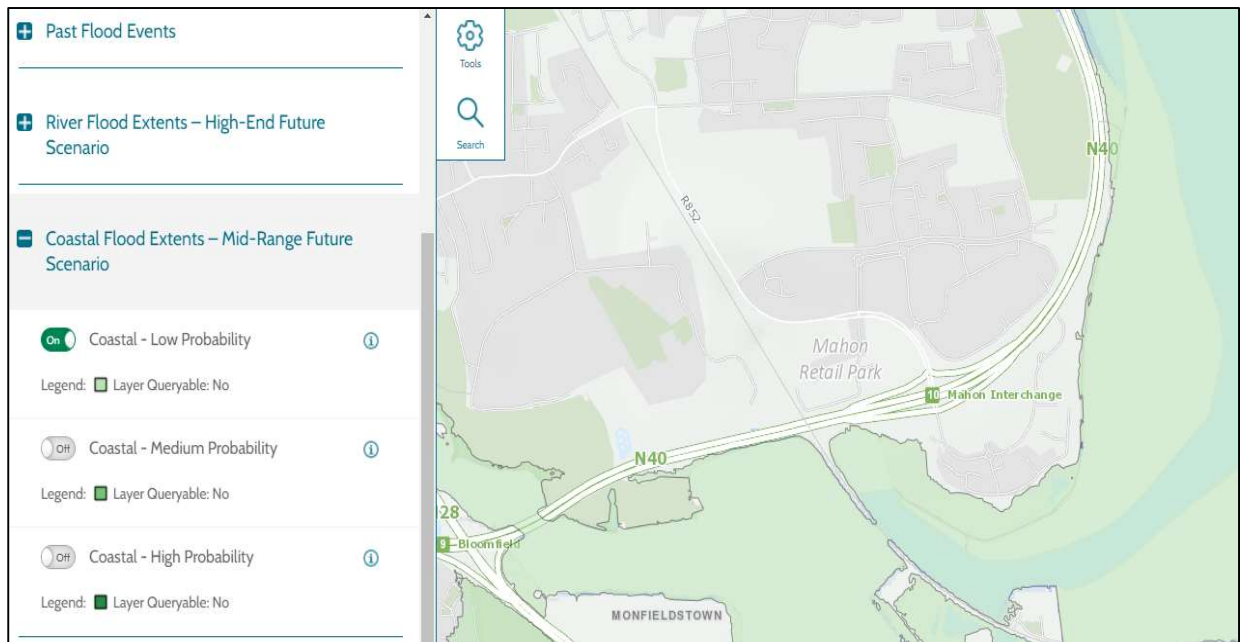 Past Flood Events
River Flood Extents – High-End Future
Scenario
Coastal Flood Extents – Mid-Range Future
Scenario
On
Coastal - Low Probability
Legend: Layer Queryable: No
Off
Coastal - Medium Probability
Legend: Layer Queryable: No
Off
Coastal - High Probability
Legend: Layer Queryable: No
Tools
Search
N40
R852
Mahon
Retail Park
10 Mahon Interchange
N40
28
9 Bloomfield
MONFIELDSTOWN